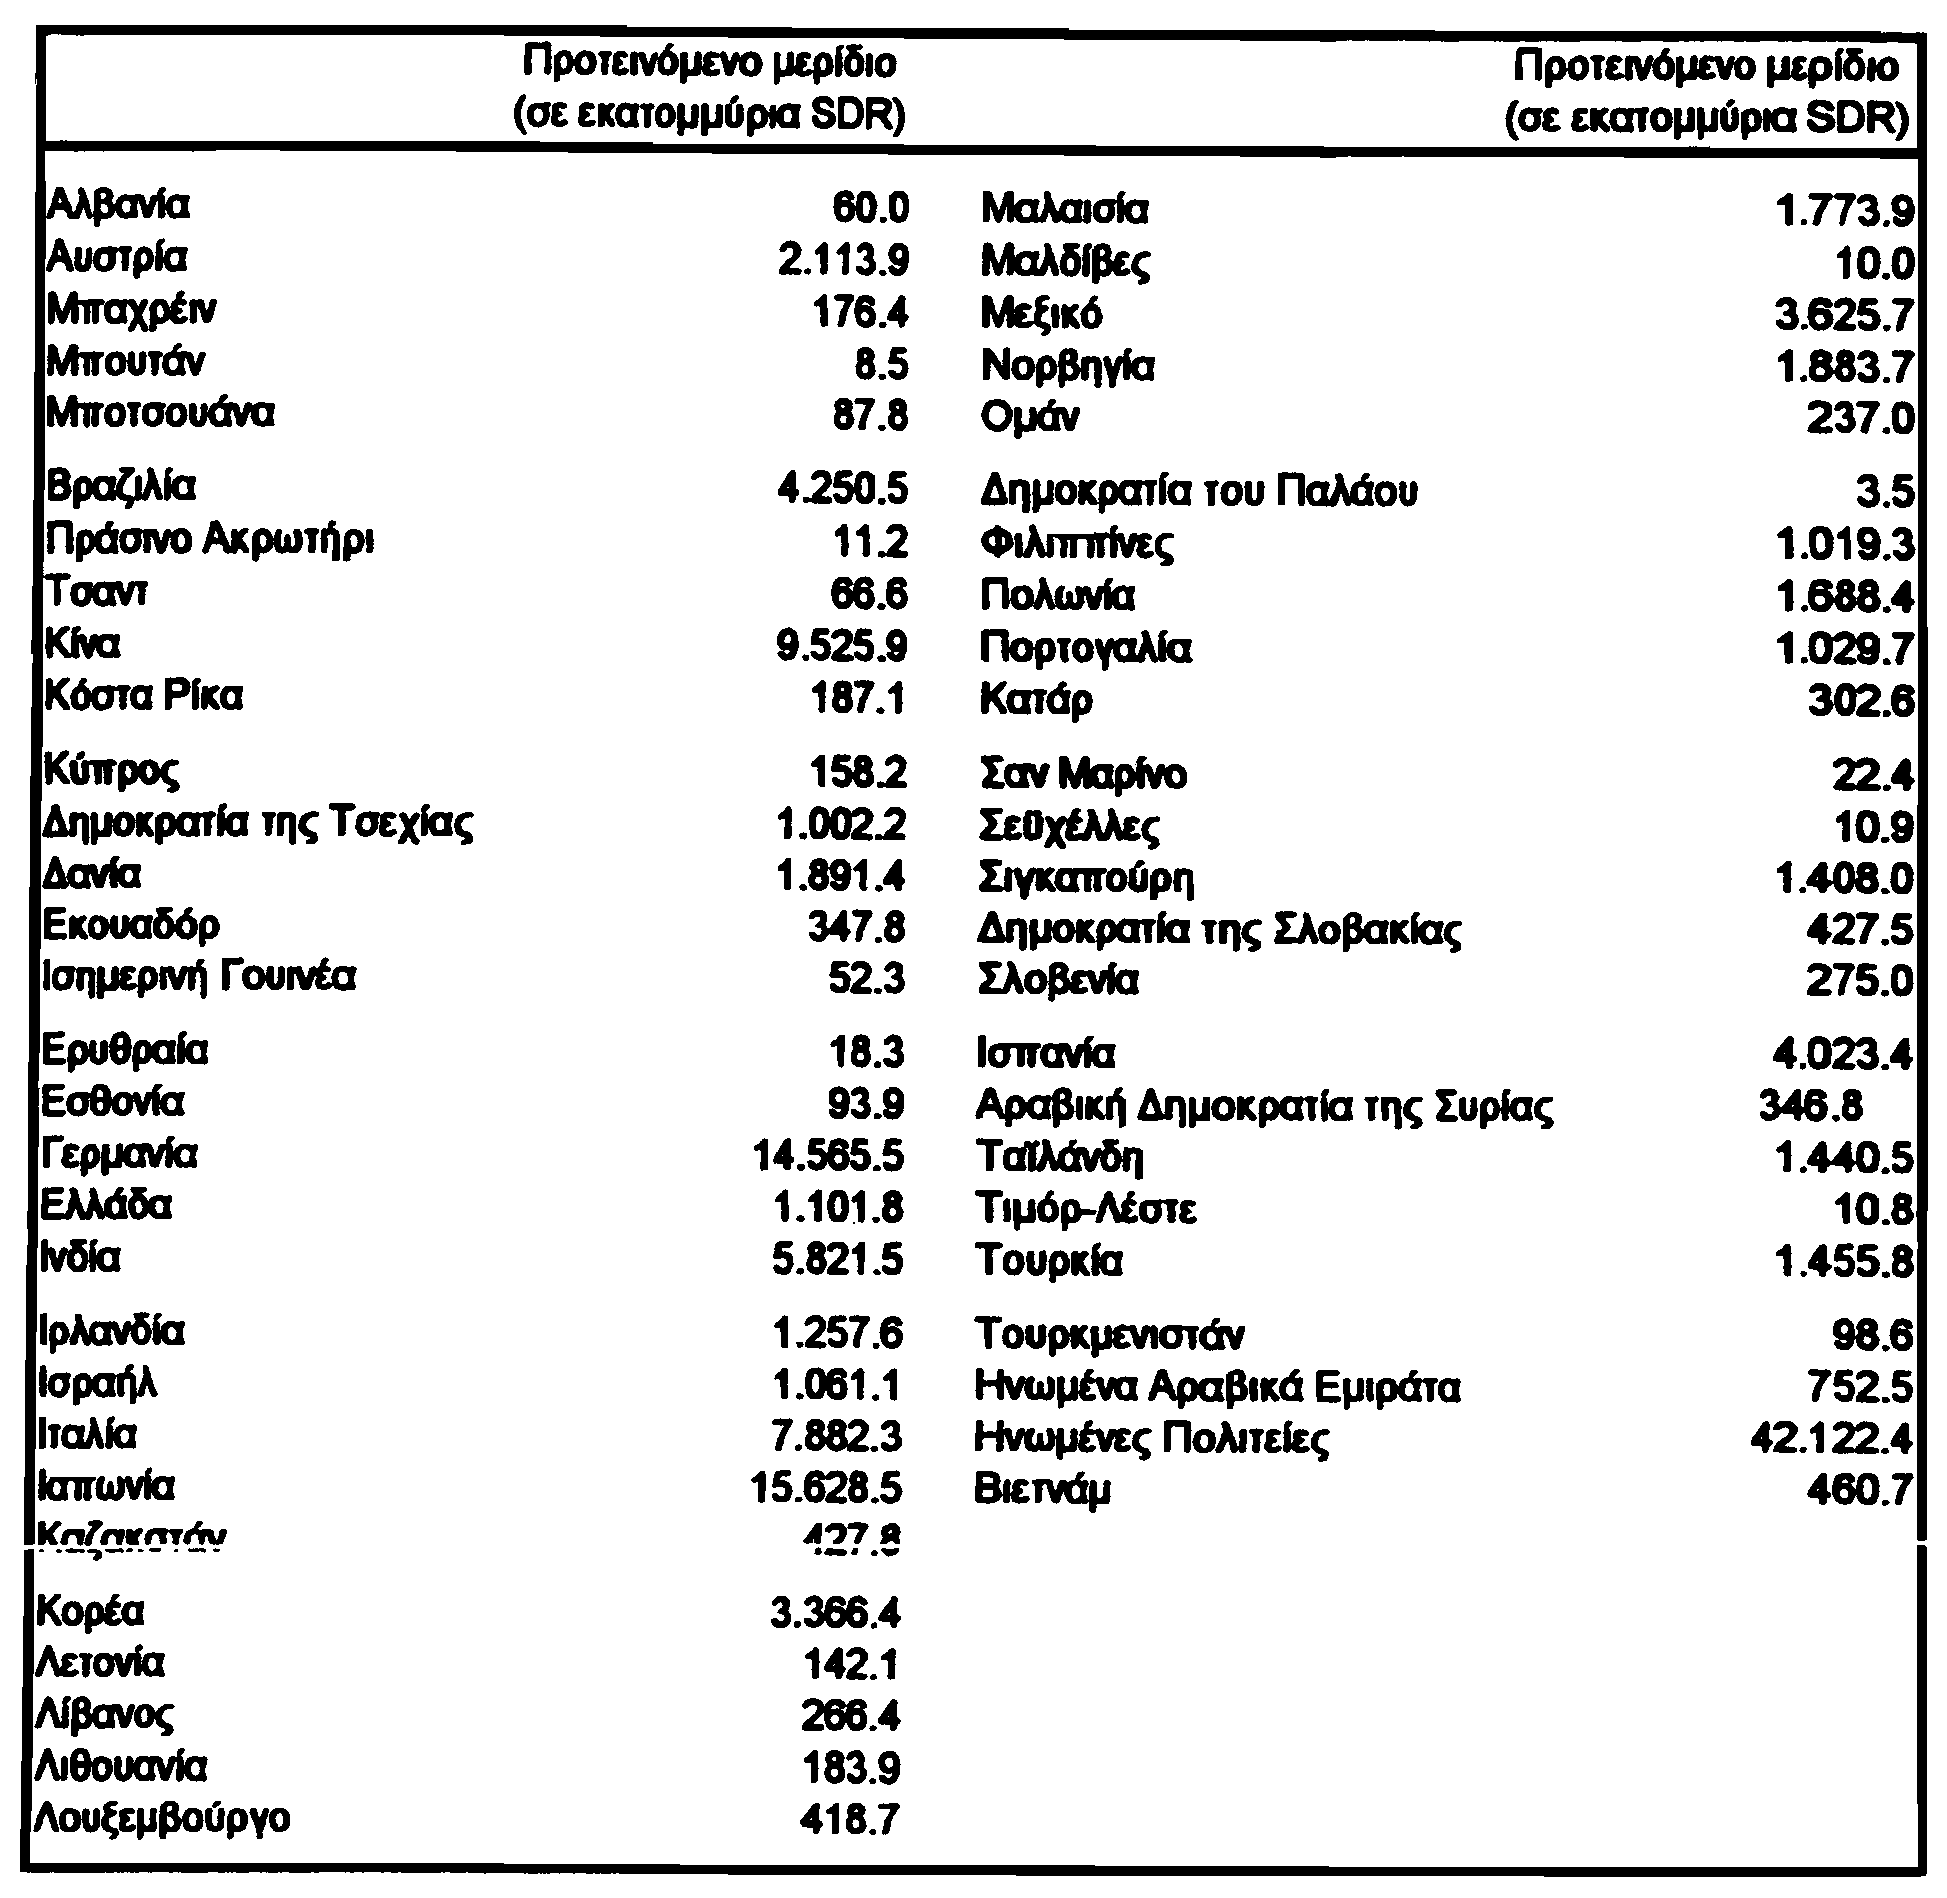 Προτεινόμενο μερίδιο Προτεινόμενο μερίδιο
(σε εκατομμύρια SDR) (σε εκατομμύρια SDR)
Αλβανία 60.0 Μαλαισία 1.773.9
Αυστρία 2.113.9 Μαλδίβες 10.0
Μπαχρέιν 176.4 Μεξικό 3.625.7
Μπουτάν 8.5 Νορβηγία 1.883.7
Μποτσουάνα 87.8 Ομάν 237.0
Βραζιλία 4.250.5 Δημοκρατία του Παλάου 3.5
Πράσινο Ακρωτήρι 11.2 Φιλιππίνες 1.019.3
Τσαντ 66.6 Πολωνία 1.688.4
Κίνα 9.525.9 Πορτογαλία 1.029.7
Κόστα Ρίκα 187.1 Κατάρ 302.6
Κύπρος 158.2 Σαν Μαρίνο 22.4
Δημοκρατία της Τσεχίας 1.002.2 Σεϋχέλλες 10.9
Δανία 1.891.4 Σιγκαπούρη 1.408.0
Εκουαδόρ 347.8 Δημοκρατία της Σλοβακίας 427.5
Ισημερινή Γουινέα 52.3 Σλοβενία 275.0
Ερυθραία 18.3 Ισπανία 4.023.4
Εσθονία 93.9 Αραβική Δημοκρατία της Συρίας 346.8
Γερμανία 14.565.5 Ταϊλάνδη 1.440.5
Ελλάδα 1.101.8 Τιμόρ-Λέστε 10.8
Ινδία 5.821.5 Τουρκία 1.455.8
Ιρλανδία 1.257.6 Τουρκμενιστάν 98.6
Ισραήλ 1.061.1 Ηνωμένα Αραβικά Εμιράτα 752.5
Ιταλία 7.882.3 Ηνωμένες Πολιτείες 42.122.4
Ιαπωνία 15.628.5 Βιετνάμ 460.7
Καζακστάν 427.8
Κορέα 3.366.4
Λετονία 142.1
Λίβανος 266.4
Λιθουανία 183.9
Λουξεμβούργο 418.7